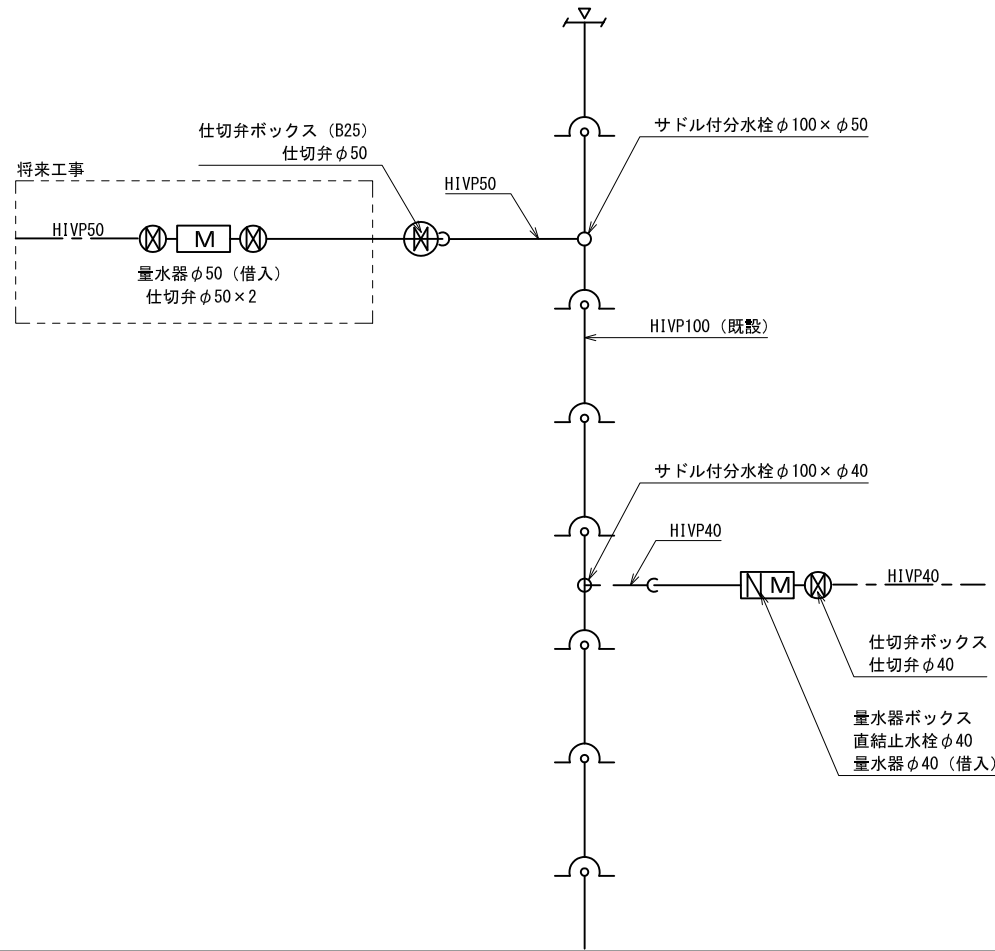 サドル付分水栓φ100×φ50
仕切弁ボックス（B25）
仕切弁φ50
将来工事
HIVP50
HIVP50
M
量水器φ50（借入）
仕切弁φ50×2
HIVP100（既設）
サドル付分水栓φ100×φ40
HIVP40
HIVP40
M
仕切弁ボックス
仕切弁φ40
量水器ボックス
直結止水栓φ40
量水器φ40（借入）